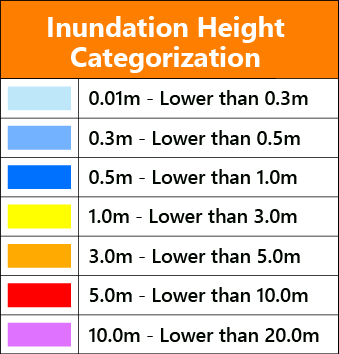 Inundation Height
Categorization
0.01m - Lower than 0.3m
0.3m - Lower than 0.5m
0.5m - Lower than 1.0m
1.0m - Lower than 3.0m
3.0m - Lower than 5.0m
5.0m - Lower than 10.0m
10.0m - Lower than 20.0m